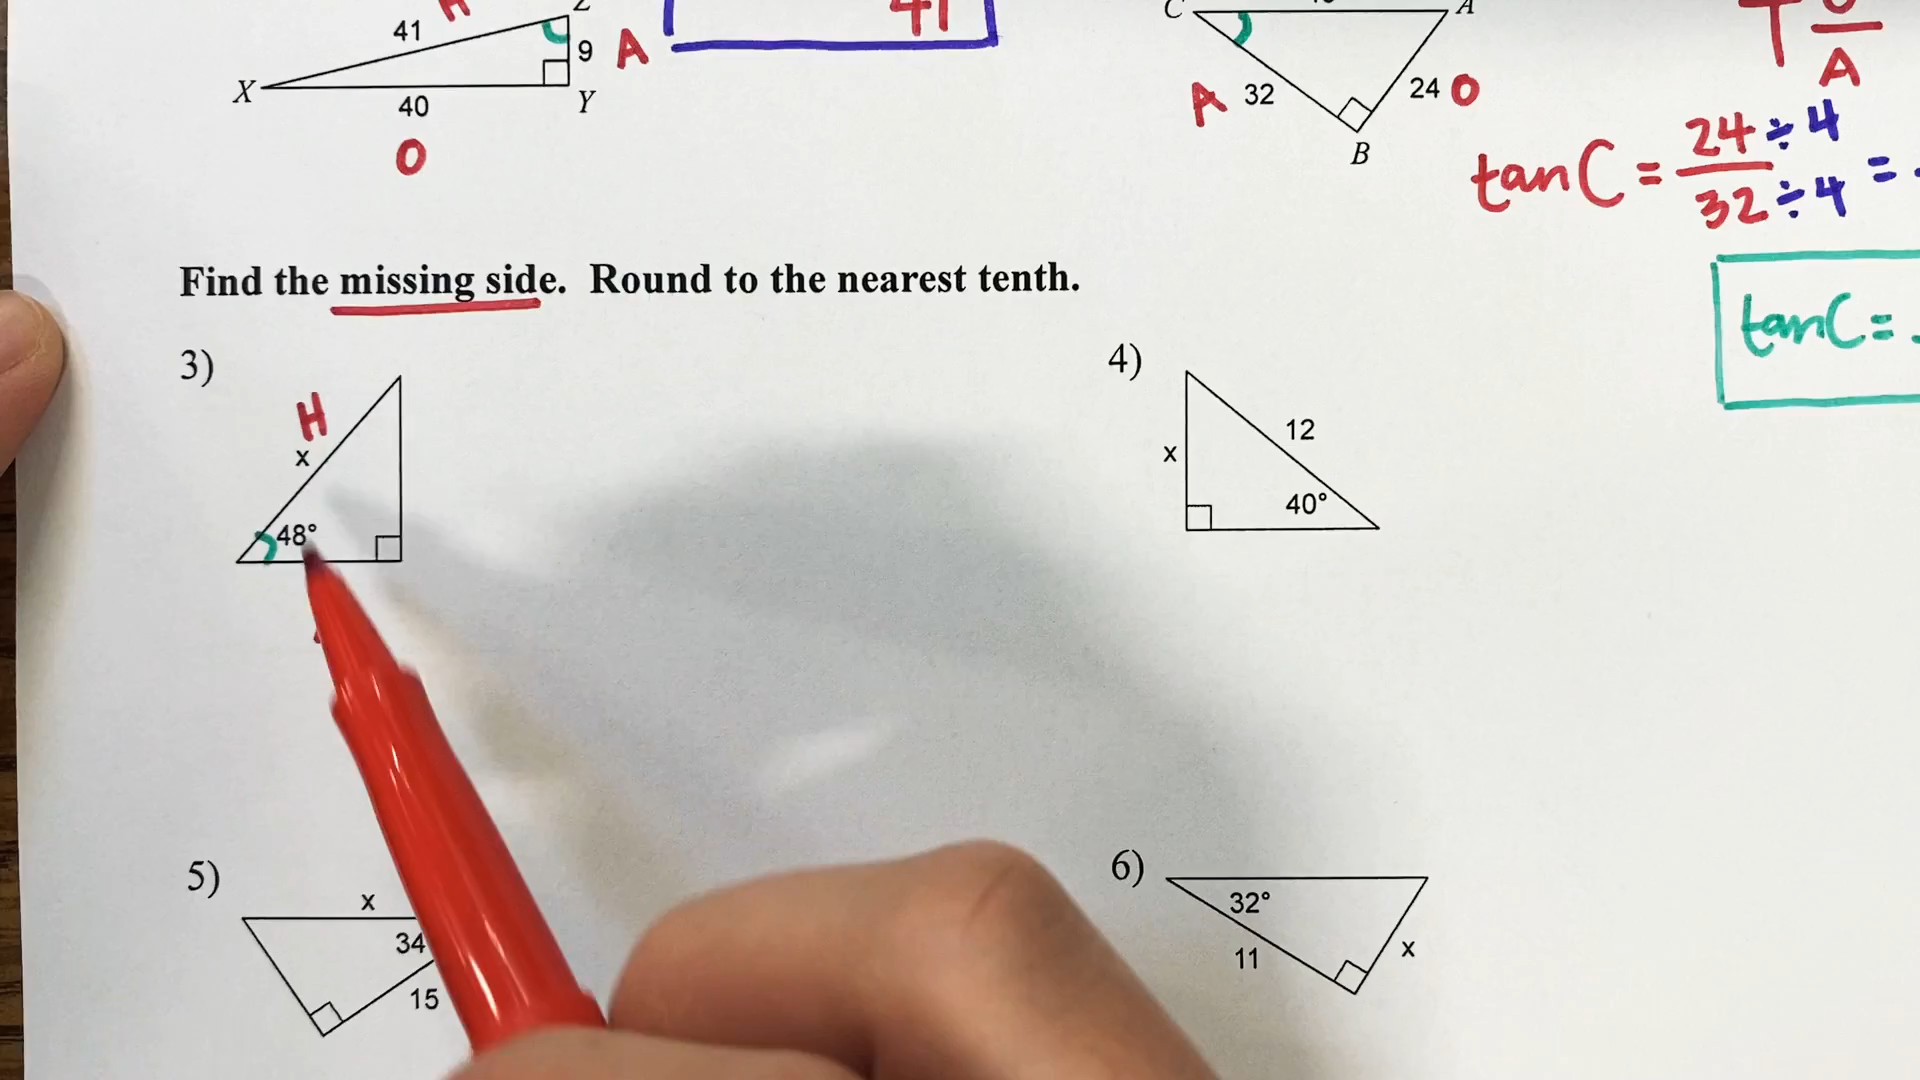 41
H
Z
9
A
X
40
Y
O
41
C
A
A
32
24
O
B
T O
A
tanC = 24÷4
32÷4
=
tanC =
Find the missing side. Round to the nearest tenth.
3)
H
x
48°
4)
x
12
40°
5)
x
34
15
6)
32°
11
x